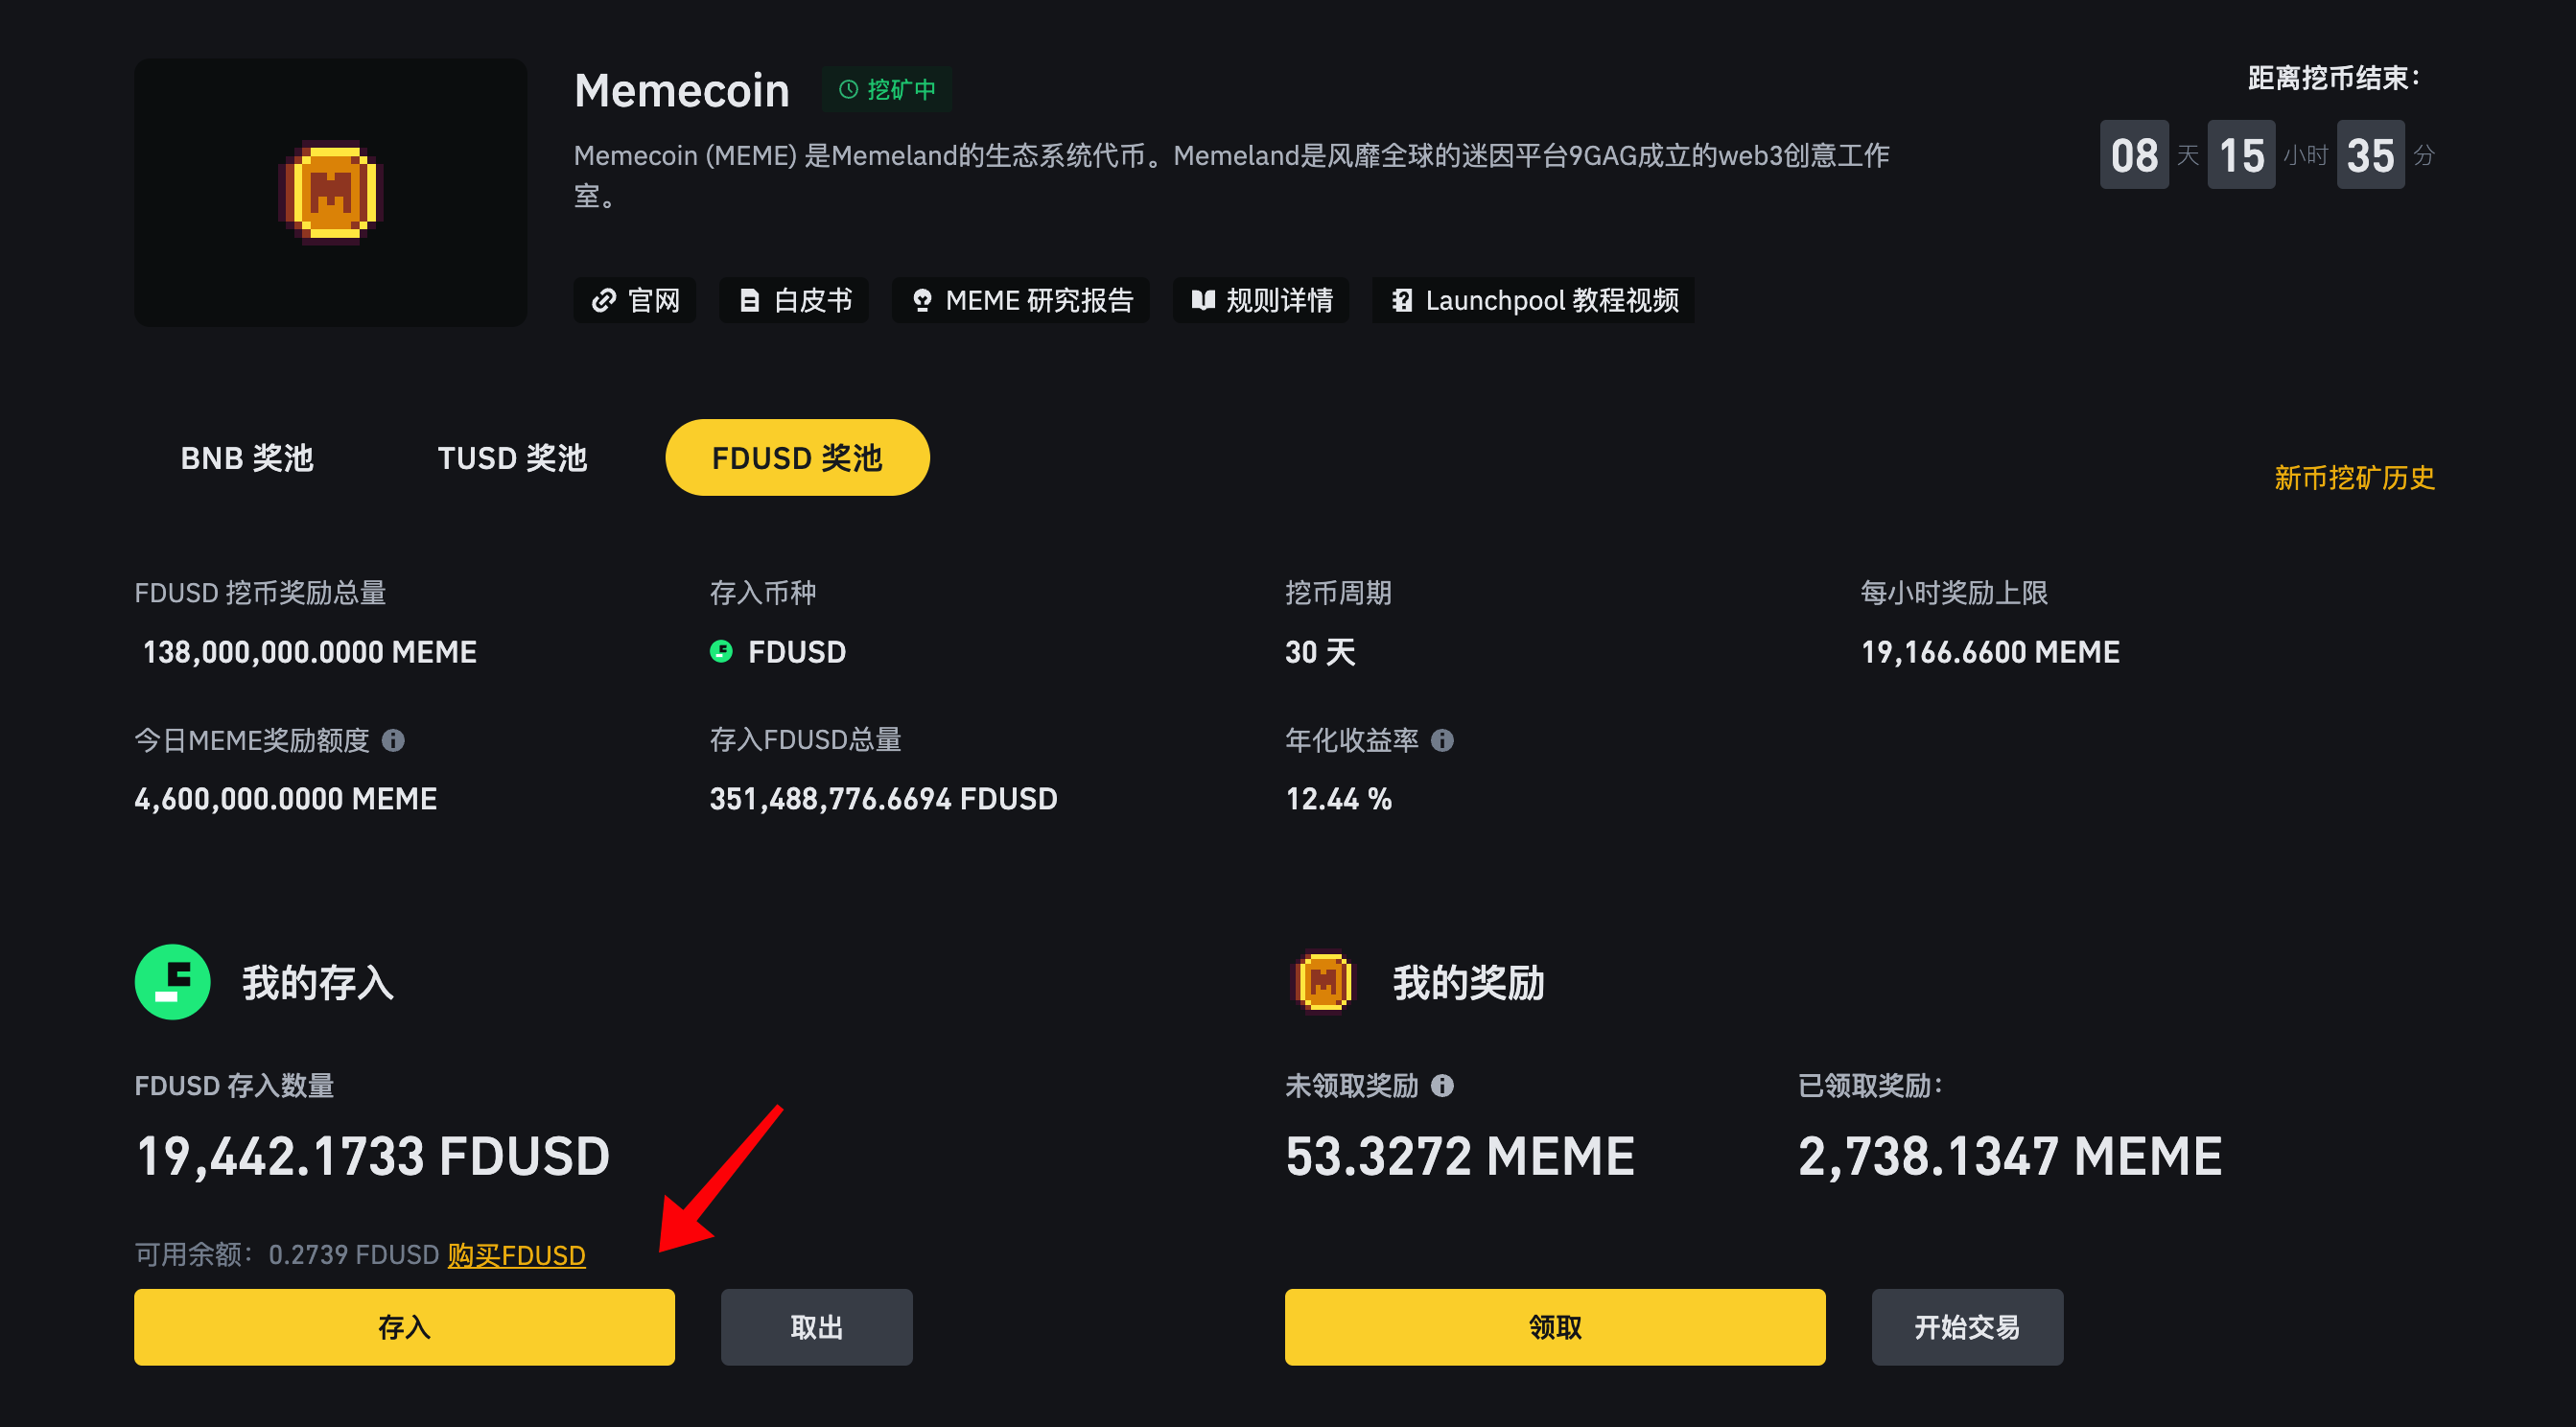 Memecoin 挖矿中
距离挖币结束：
Memecoin (MEME) 是Memeland的生态系统代币。Memeland是风靡全球的迷因平台9GAG成立的web3创意工作
室。
08 天 15 小时 35 分
官网 白皮书 MEME 研究报告 规则详情 Launchpool 教程视频
BNB 奖池 TUSD 奖池 FDUSD 奖池
新币挖矿历史
FDUSD 挖币奖励总量 存入币种 挖币周期 每小时奖励上限
138,000,000.0000 MEME FDUSD 30 天 19,166.6600 MEME
今日MEME奖励额度 存入FDUSD总量 年化收益率
4,600,000.0000 MEME 351,488,776.6694 FDUSD 12.44 %
我的存入 我的奖励
FDUSD 存入数量 未领取奖励 已领取奖励：
19,442.1733 FDUSD 53.3272 MEME 2,738.1347 MEME
可用余额：0.2739 FDUSD 购买FDUSD
存入 取出 领取 开始交易